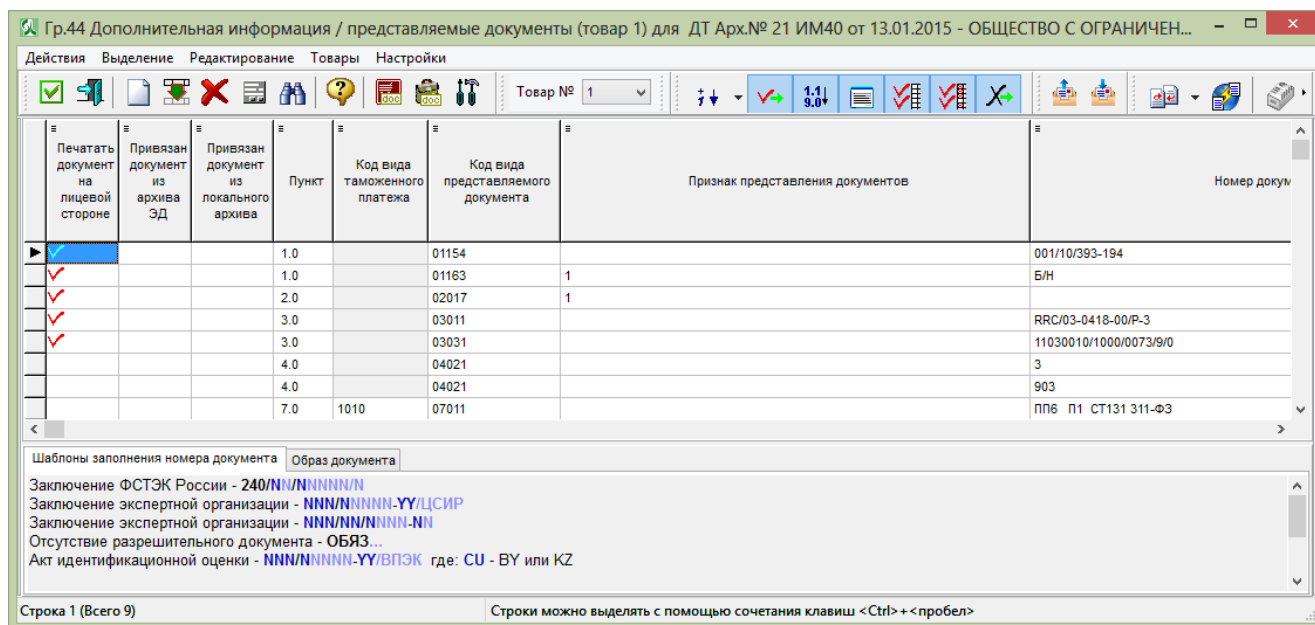 Гр.44 Дополнительная информация / представляемые документы (товар 1) для ДТ Арх.№ 21 ИМ40 от 13.01.2015 - ОБЩЕСТВО С ОГРАНИЧЕН...
Действия Выделение Редактирование Товары Настройки
doc doc Товар № 1 1.1 9.0
Печатать документ на лицевой стороне
Привязан документ из архива ЭД
Привязан документ из локального архива
Пункт
Код вида таможенного платежа
Код вида представляемого документа
Признак представления документов
Номер докум
1.0 01154 001/10/393-194
1.0 01163 1 Б/Н
2.0 02017 1
3.0 03011 RRC/03-0418-00/P-3
3.0 03031 11030010/1000/0073/9/0
4.0 04021 3
4.0 04021 903
7.0 1010 07011 ПП6 П1 СТ131 311-ФЗ
Шаблоны заполнения номера документа Образ документа
Заключение ФСТЭК России - 240/NN/NNNNNN/N
Заключение экспертной организации - NNN/NNNNN-YY/ЦСИР
Заключение экспертной организации - NNN/NN/NNNN-NN
Отсутствие разрешительного документа - ОБЯЗ...
Акт идентификационной оценки - NNN/NNNNN-YY/ВПЭК где: CU - BY или KZ
Строка 1 (Всего 9) Строки можно выделять с помощью сочетания клавиш <Ctrl>+<пробел>